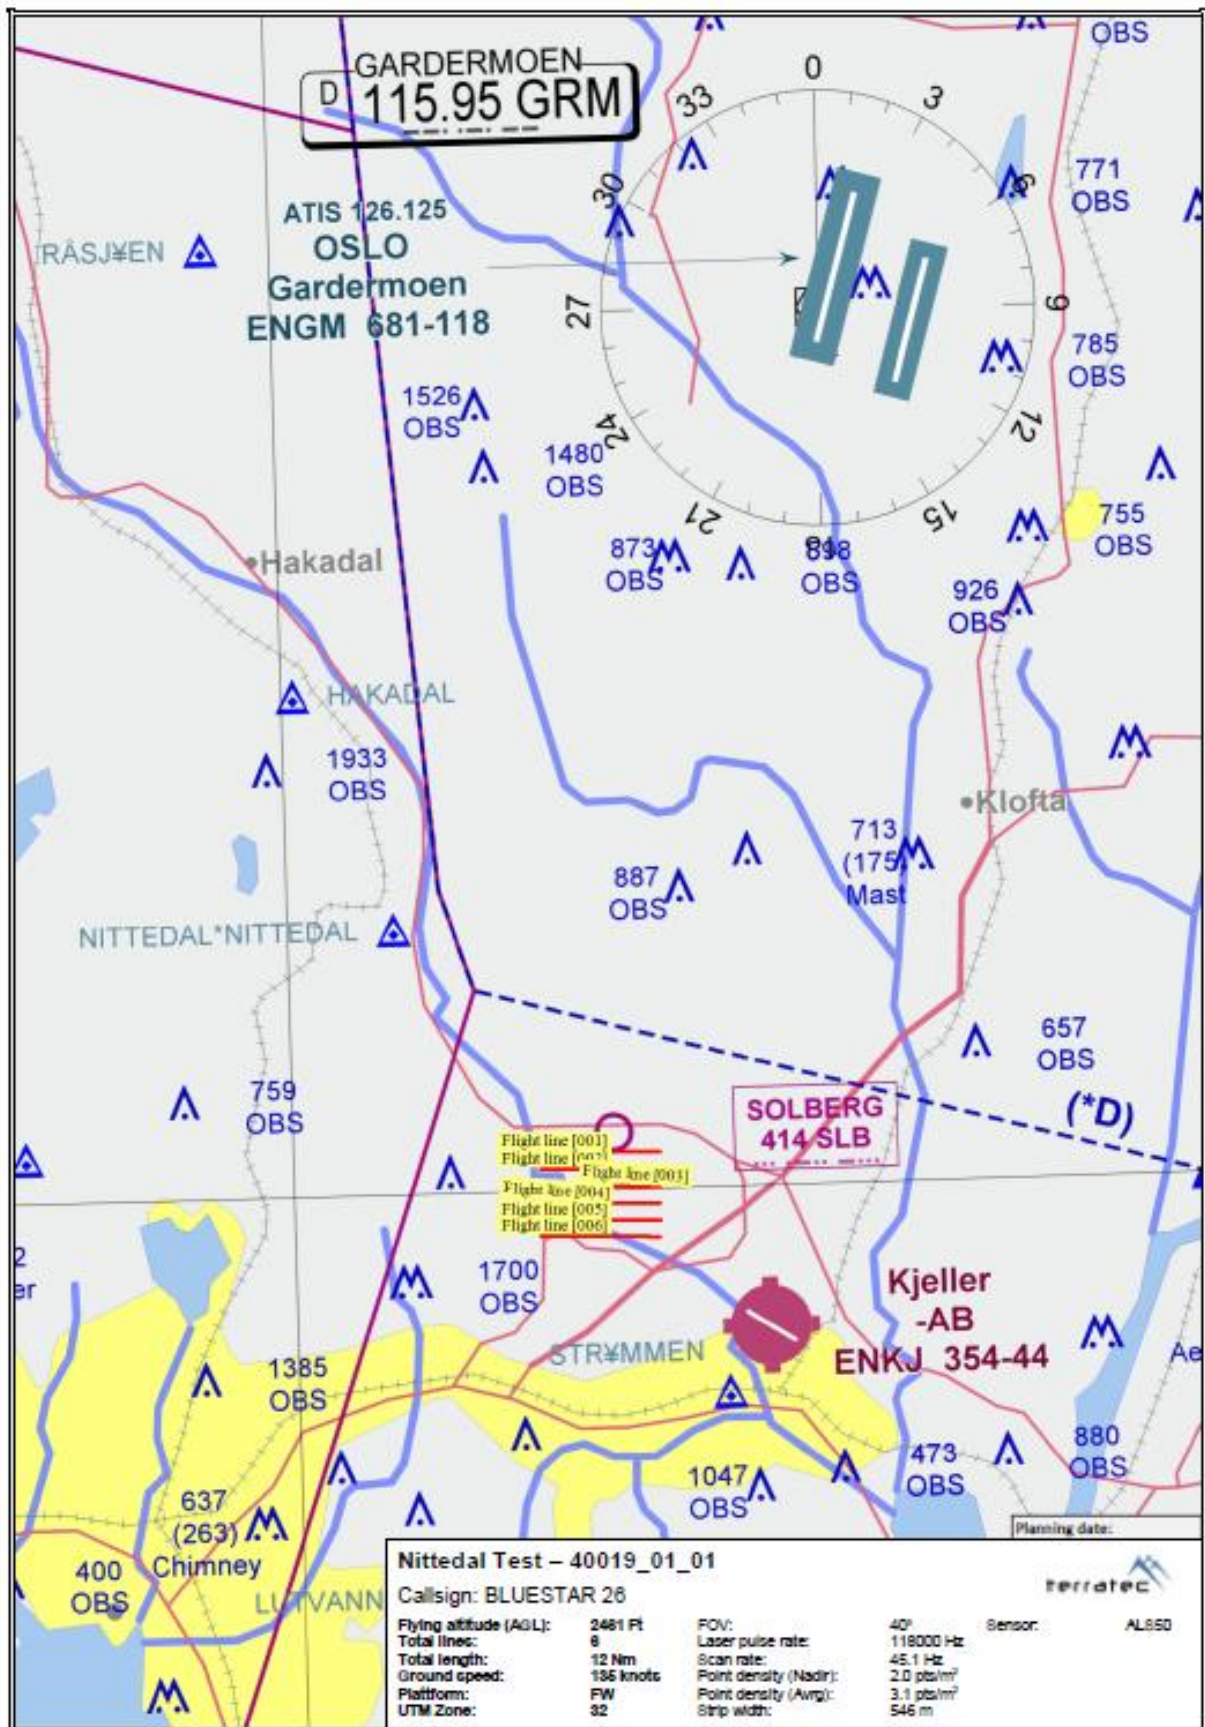 OBS
GARDERMOEN
D 115.95 GRM
0
3
6
9
12
15
18
21
24
27
30
33
771
OBS
ATIS 126.125
OSLO
Gardermoen
ENGM 681-118
RÅSJ¥EN
785
OBS
1526
OBS
1480
OBS
755
OBS
873
OBS
898
OBS
926
OBS
Hakadal
HAKADAL
1933
OBS
Klofta
713
(175)
Mast
887
OBS
NITTEDAL*NITTEDAL
657
OBS
759
OBS
(*D)
SOLBERG
414 SLB
Flight line [001]
Flight line [002]
Flight line [003]
Flight line [004]
Flight line [005]
Flight line [006]
2
er
1700
OBS
Kjeller
-AB
ENKJ 354-44
STR¥MMEN
Ae
1385
OBS
880
OBS
473
OBS
1047
OBS
637
(263)
Chimney
400
OBS
LUTVANN
Planning date:
Nittedal Test – 40019_01_01
terratec
Callsign: BLUESTAR 26
Flying altitude (AGL): 2461 Ft FOV: 40° Sensor: ALS50
Total lines: 6 Laser pulse rate: 118000 Hz
Total length: 12 Nm Scan rate: 45.1 Hz
Ground speed: 135 knots Point density (Nadir): 2.0 pts/m²
Plattform: FW Point density (Avrg): 3.1 pts/m²
UTM Zone: 32 Strip width: 546 m